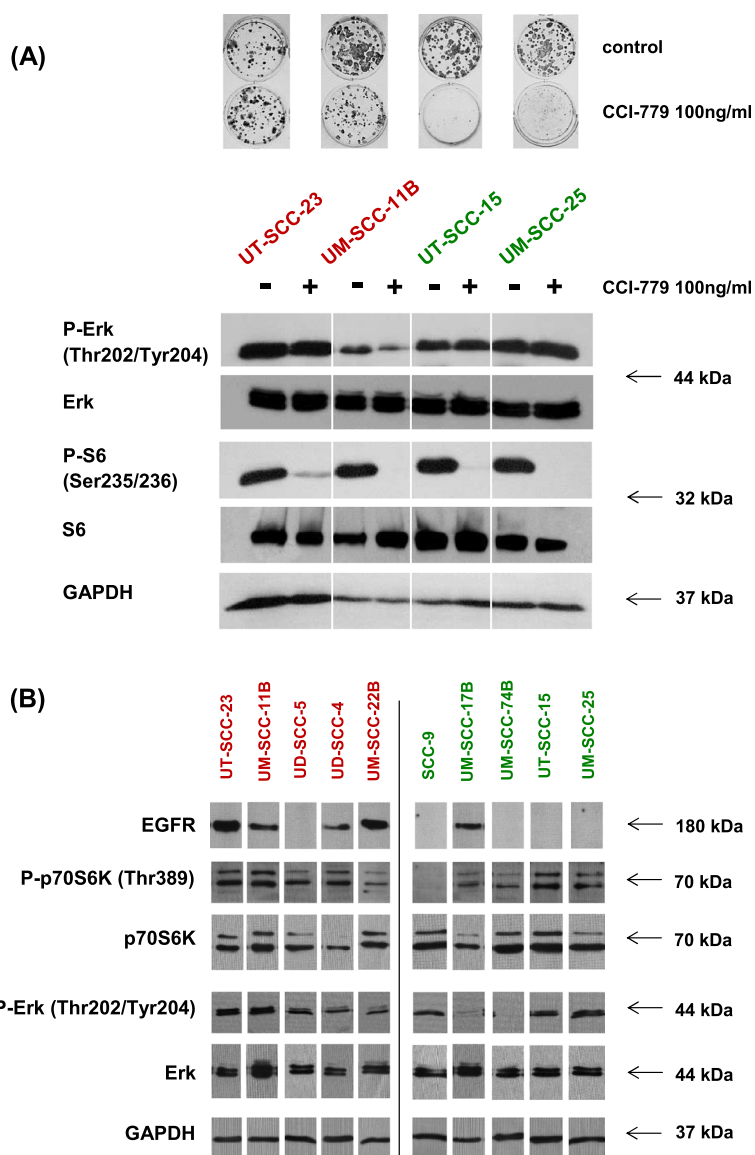 (A)
control
CCI-779 100ng/ml
UT-SCC-23
UM-SCC-11B
UT-SCC-15
UM-SCC-25
- + - + - + - +
CCI-779 100ng/ml
P-Erk
(Thr202/Tyr204)
44 kDa
Erk
P-S6
(Ser235/236)
32 kDa
S6
GAPDH
37 kDa
(B)
UT-SCC-23
UM-SCC-11B
UD-SCC-5
UD-SCC-4
UM-SCC-22B
SCC-9
UM-SCC-17B
UM-SCC-74B
UT-SCC-15
UM-SCC-25
EGFR
180 kDa
P-p70S6K (Thr389)
70 kDa
p70S6K
70 kDa
P-Erk (Thr202/Tyr204)
44 kDa
Erk
44 kDa
GAPDH
37 kDa